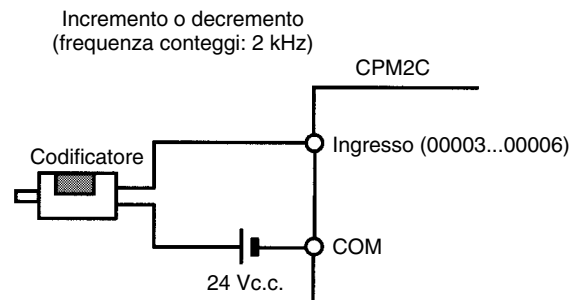 Incremento o decremento
(frequenza conteggi: 2 kHz)
CPM2C
Ingresso (00003...00006)
Codificatore
COM
24 Vc.c.